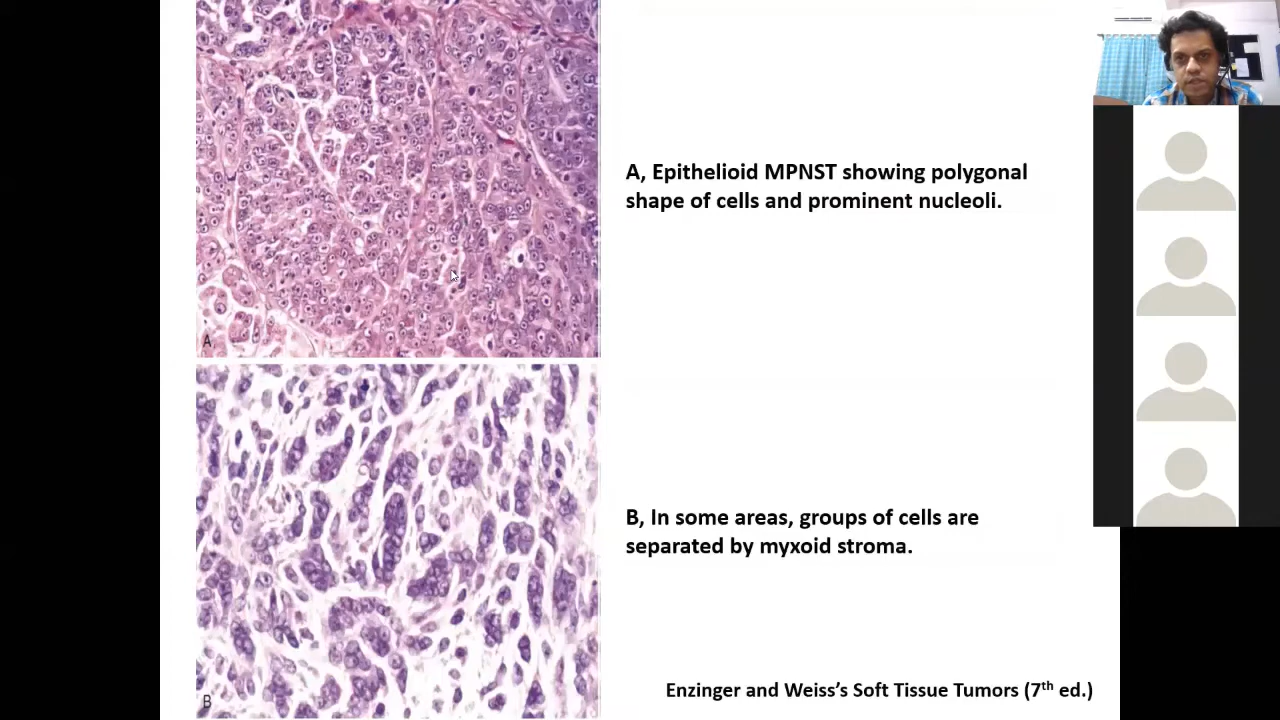 A, Epithelioid MPNST showing polygonal
shape of cells and prominent nucleoli.
A
B, In some areas, groups of cells are
separated by myxoid stroma.
B
Enzinger and Weiss's Soft Tissue Tumors (7th ed.)